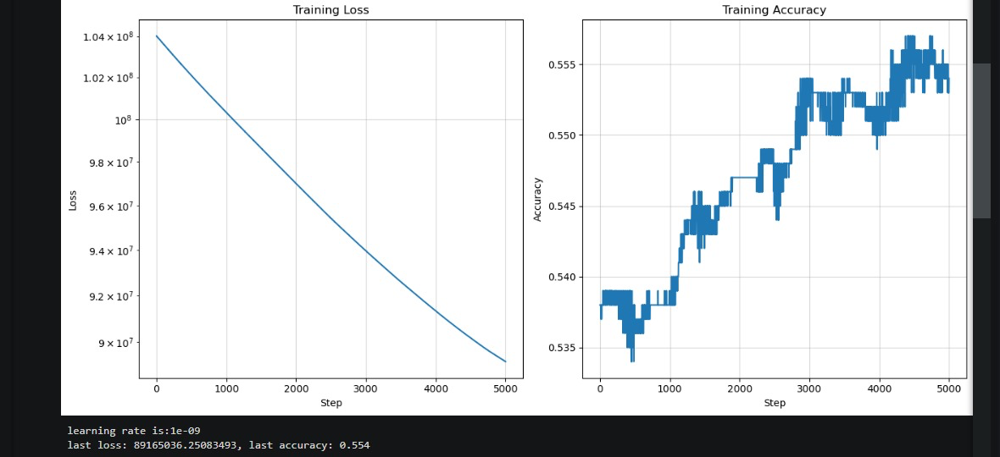 Training Loss
Training Accuracy
1.04 × 10⁸
1.02 × 10⁸
10⁸
9.8 × 10⁷
9.6 × 10⁷
9.4 × 10⁷
9.2 × 10⁷
9 × 10⁷
Loss
0 1000 2000 3000 4000 5000
Step
0.555
0.550
0.545
0.540
0.535
Accuracy
0 1000 2000 3000 4000 5000
Step
learning rate is:1e-09
last loss: 89165036.25083493, last accuracy: 0.554